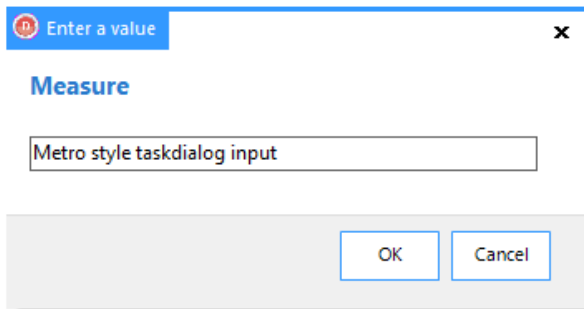 Enter a value
Measure
Metro style taskdialog input
OK Cancel